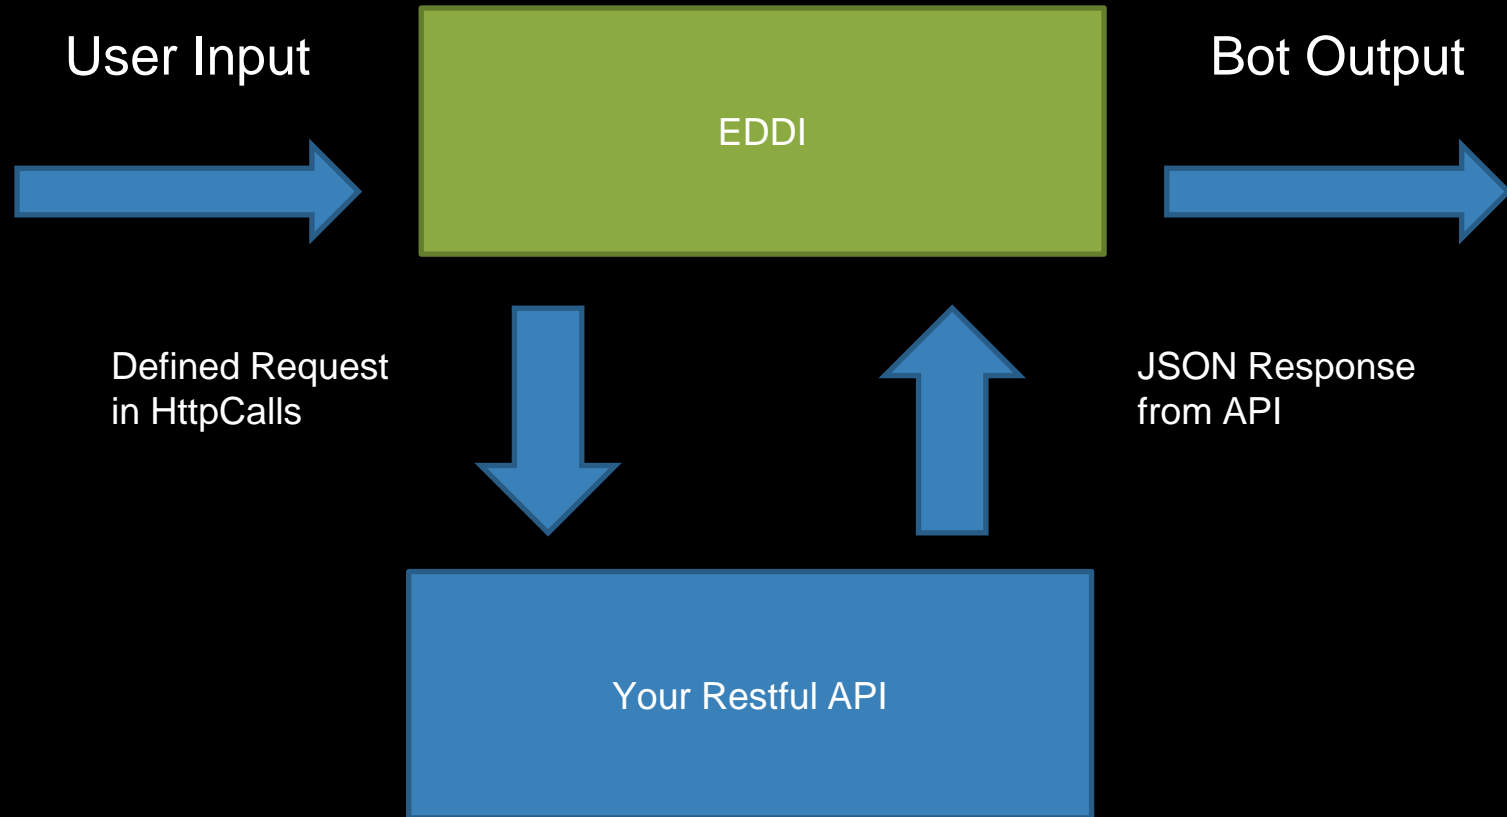 User Input
EDDI
Bot Output
Defined Request
in HttpCalls
JSON Response
from API
Your Restful API